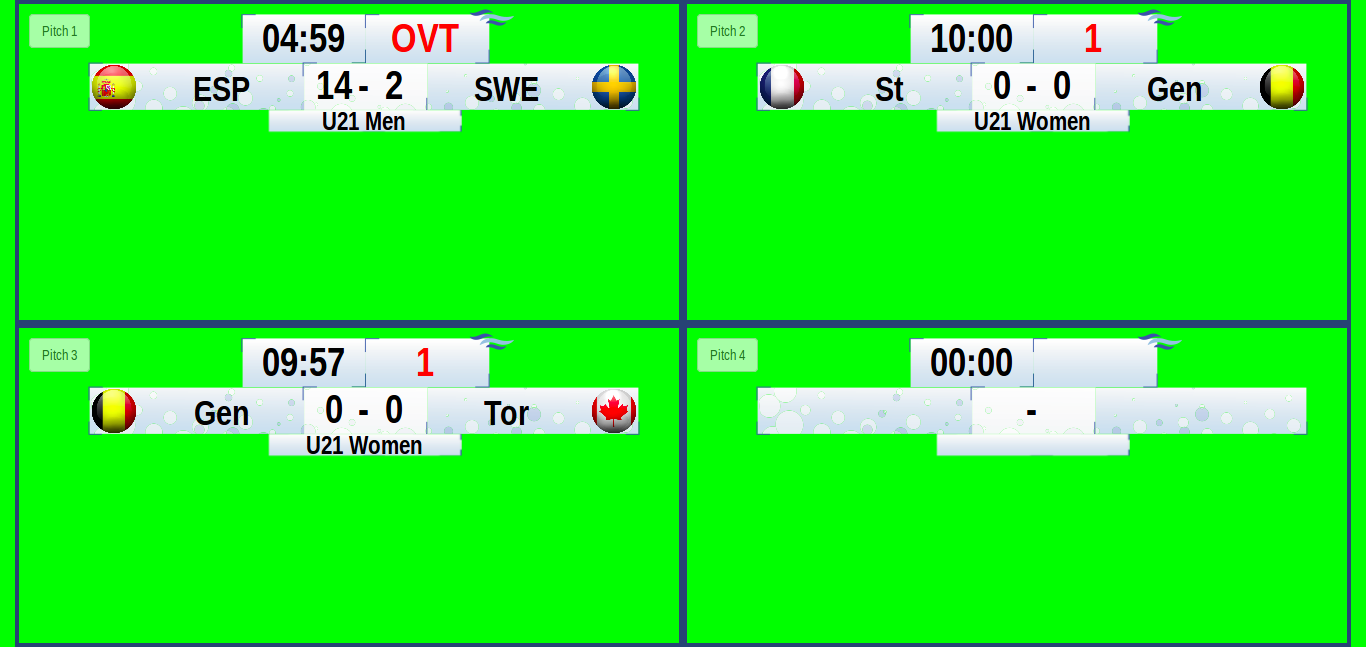 Pitch 1
04:59 OVT
ESP 14 - 2 SWE
U21 Men
Pitch 2
10:00 1
St 0 - 0 Gen
U21 Women
Pitch 3
09:57 1
Gen 0 - 0 Tor
U21 Women
Pitch 4
00:00
-